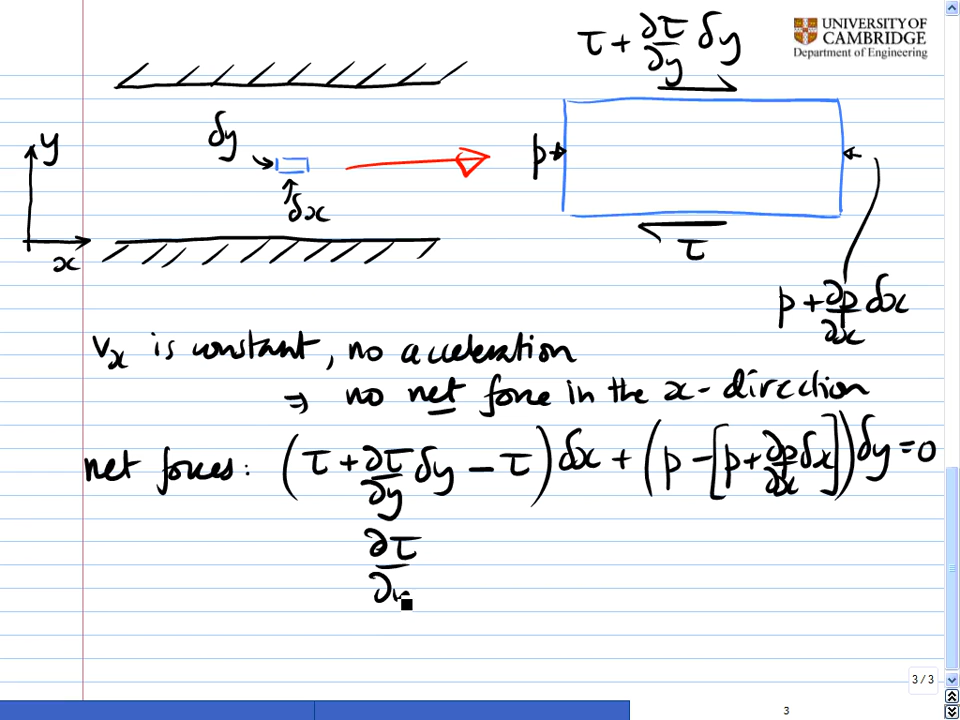 UNIVERSITY OF
CAMBRIDGE
Department of Engineering
τ + ∂τ/∂y δy
y
δy
p
δx
τ
x
p + ∂p/∂x δx
vₓ is constant, no acceleration
⇒ no net force in the x-direction
net forces: (τ + ∂τ/∂y δy − τ) δx + (p − [p + ∂p/∂x δx]) δy = 0
∂τ
3 / 3
3